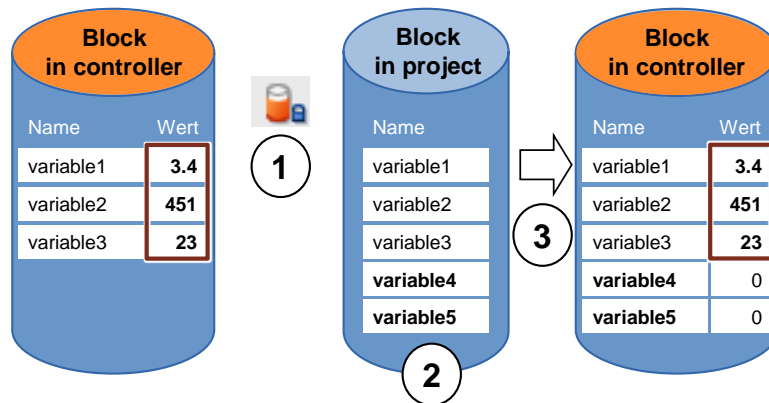 Block
in controller
Name Wert
variable1 3.4
variable2 451
variable3 23
1
Block
in project
Name
variable1
variable2
variable3
variable4
variable5
2
3
Block
in controller
Name Wert
variable1 3.4
variable2 451
variable3 23
variable4 0
variable5 0